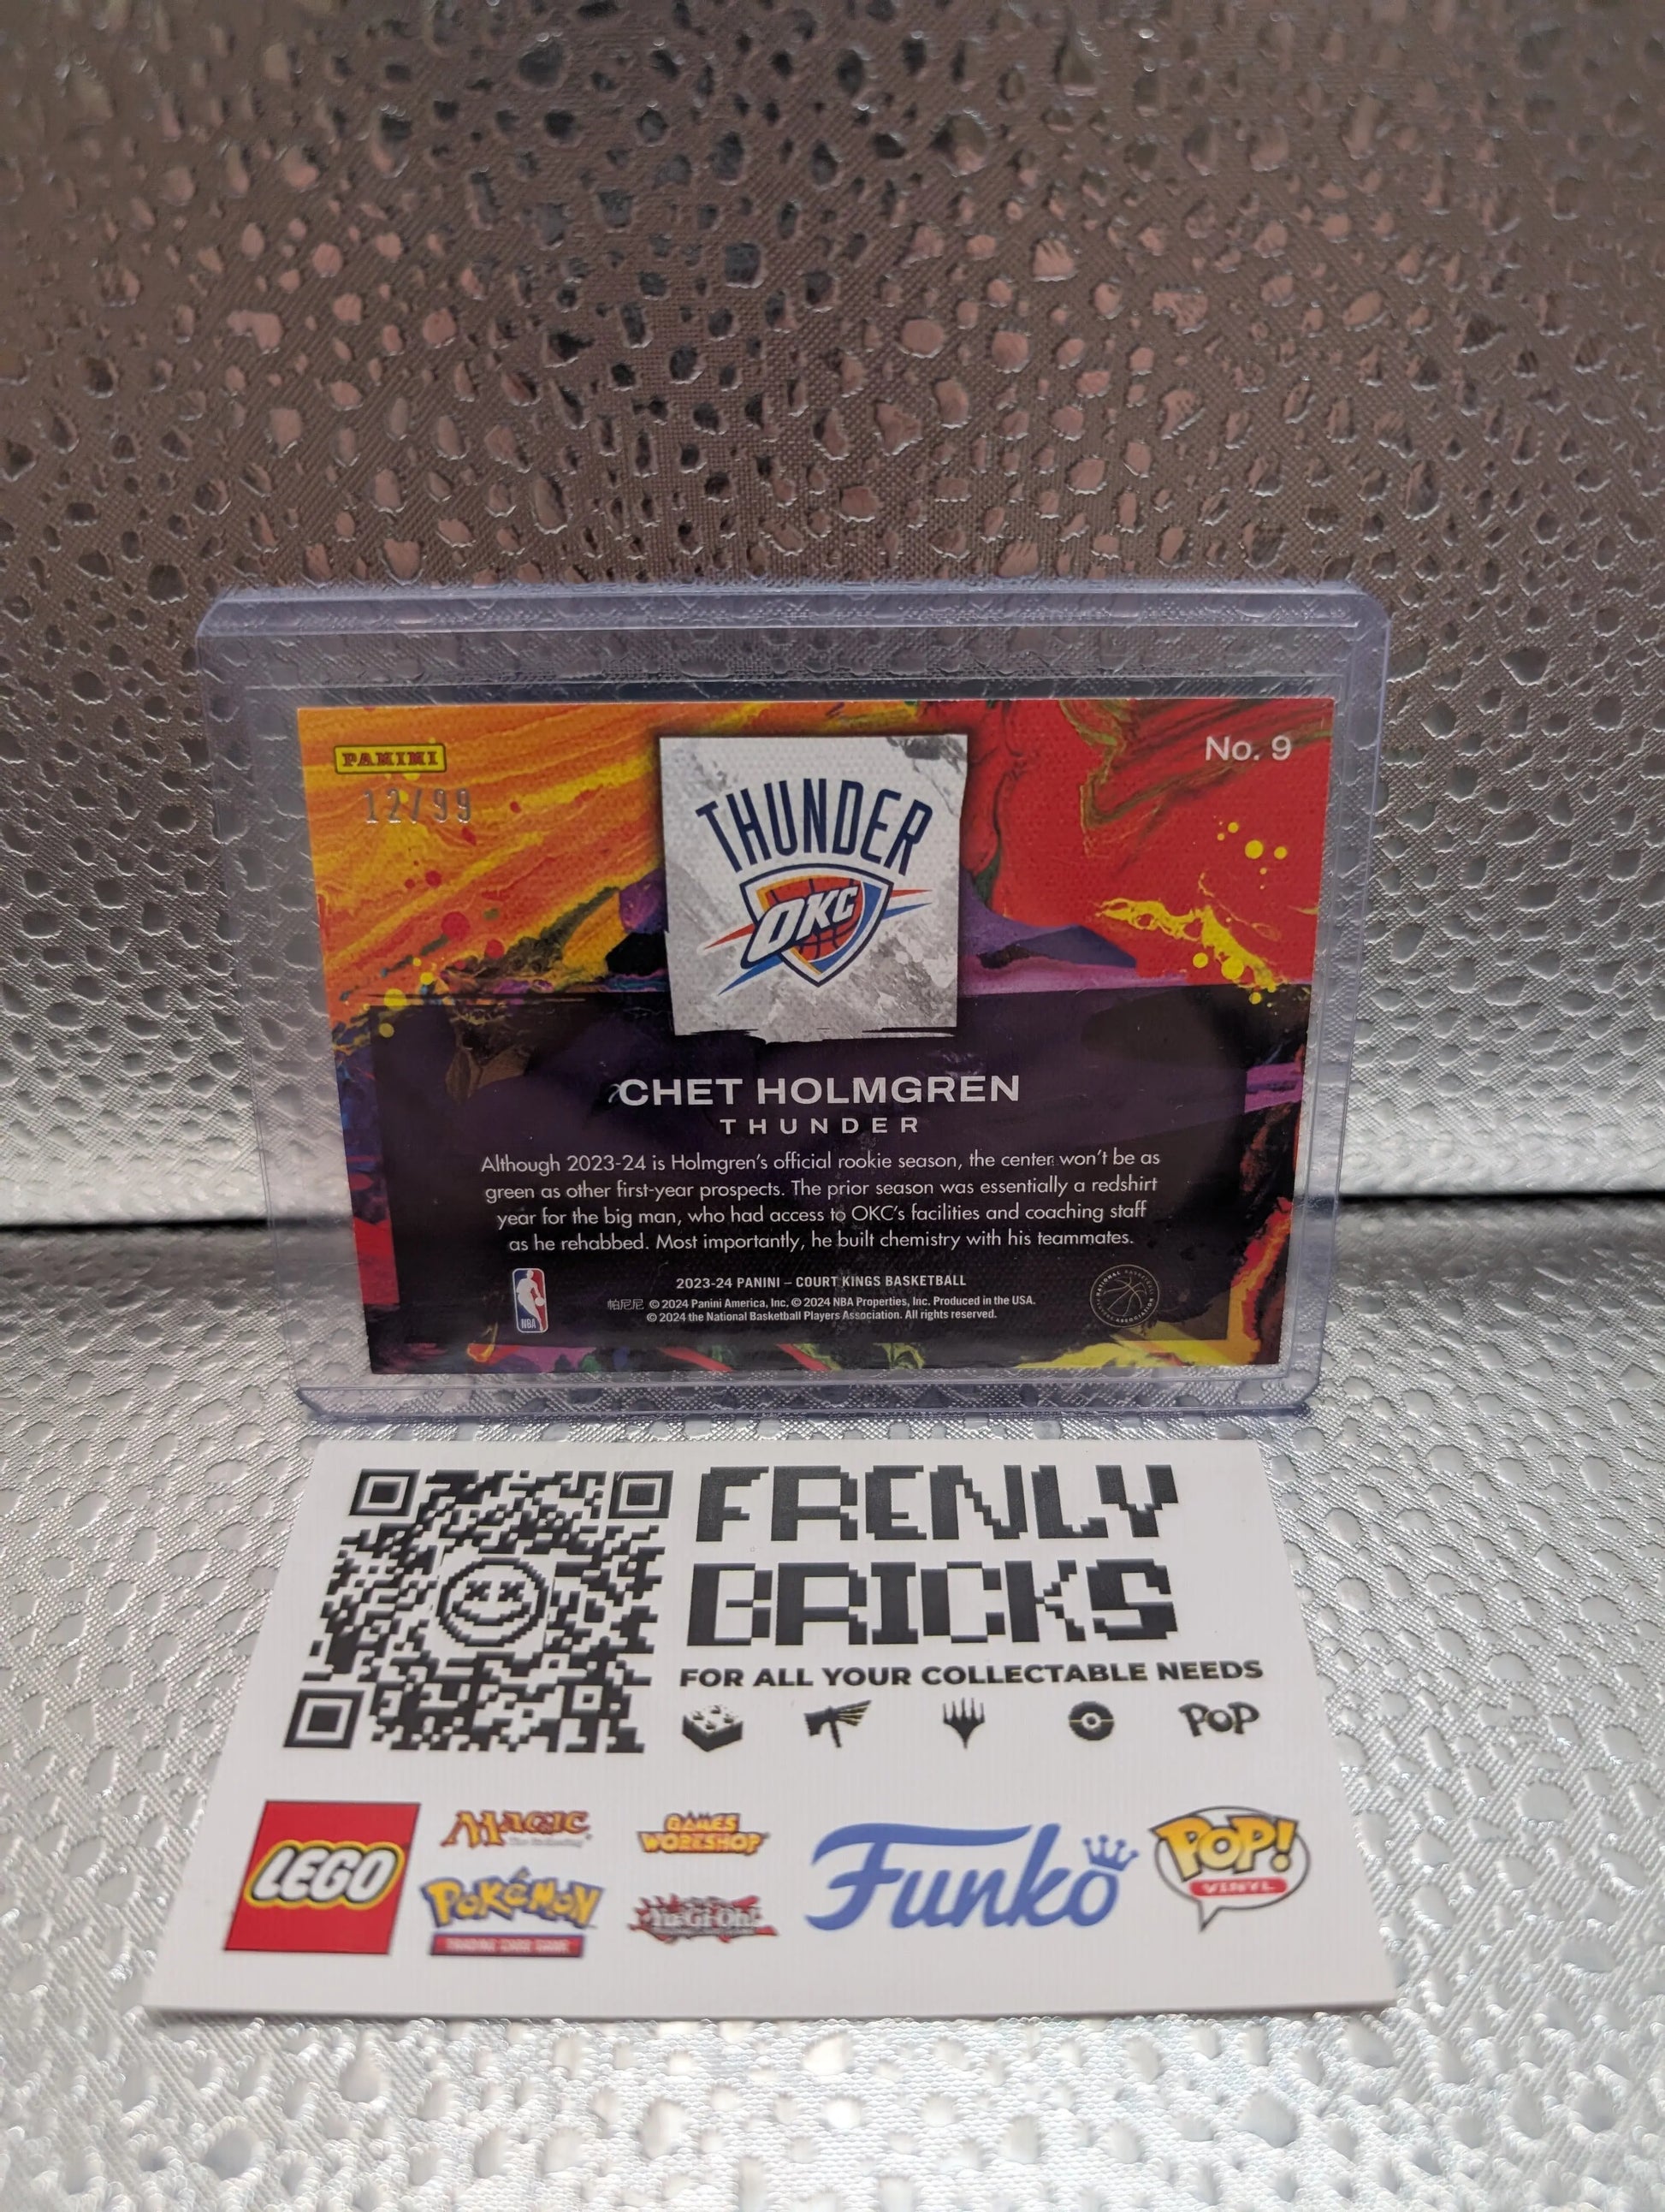 PANINI
No. 9
12/99
THUNDER
OKC
CHET HOLMGREN
THUNDER
Although 2023-24 is Holmgren's official rookie season, the center won't be as
green as other first-year prospects. The prior season was essentially a redshirt
year for the big man, who had access to OKC's facilities and coaching staff
as he rehabbed. Most importantly, he built chemistry with his teammates.
2023-24 PANINI – COURT KINGS BASKETBALL
帕尼尼 © 2024 Panini America, Inc. © 2024 NBA Properties, Inc. Produced in the USA.
© 2024 the National Basketball Players Association. All rights reserved.
NBA
FRENLY
BRICKS
FOR ALL YOUR COLLECTABLE NEEDS
POP
LEGO
MAGIC
GAMES
WORKSHOP
Funko
POP!
VINYL
POKéMON
TRADING CARD GAME
Yu-Gi-Oh!